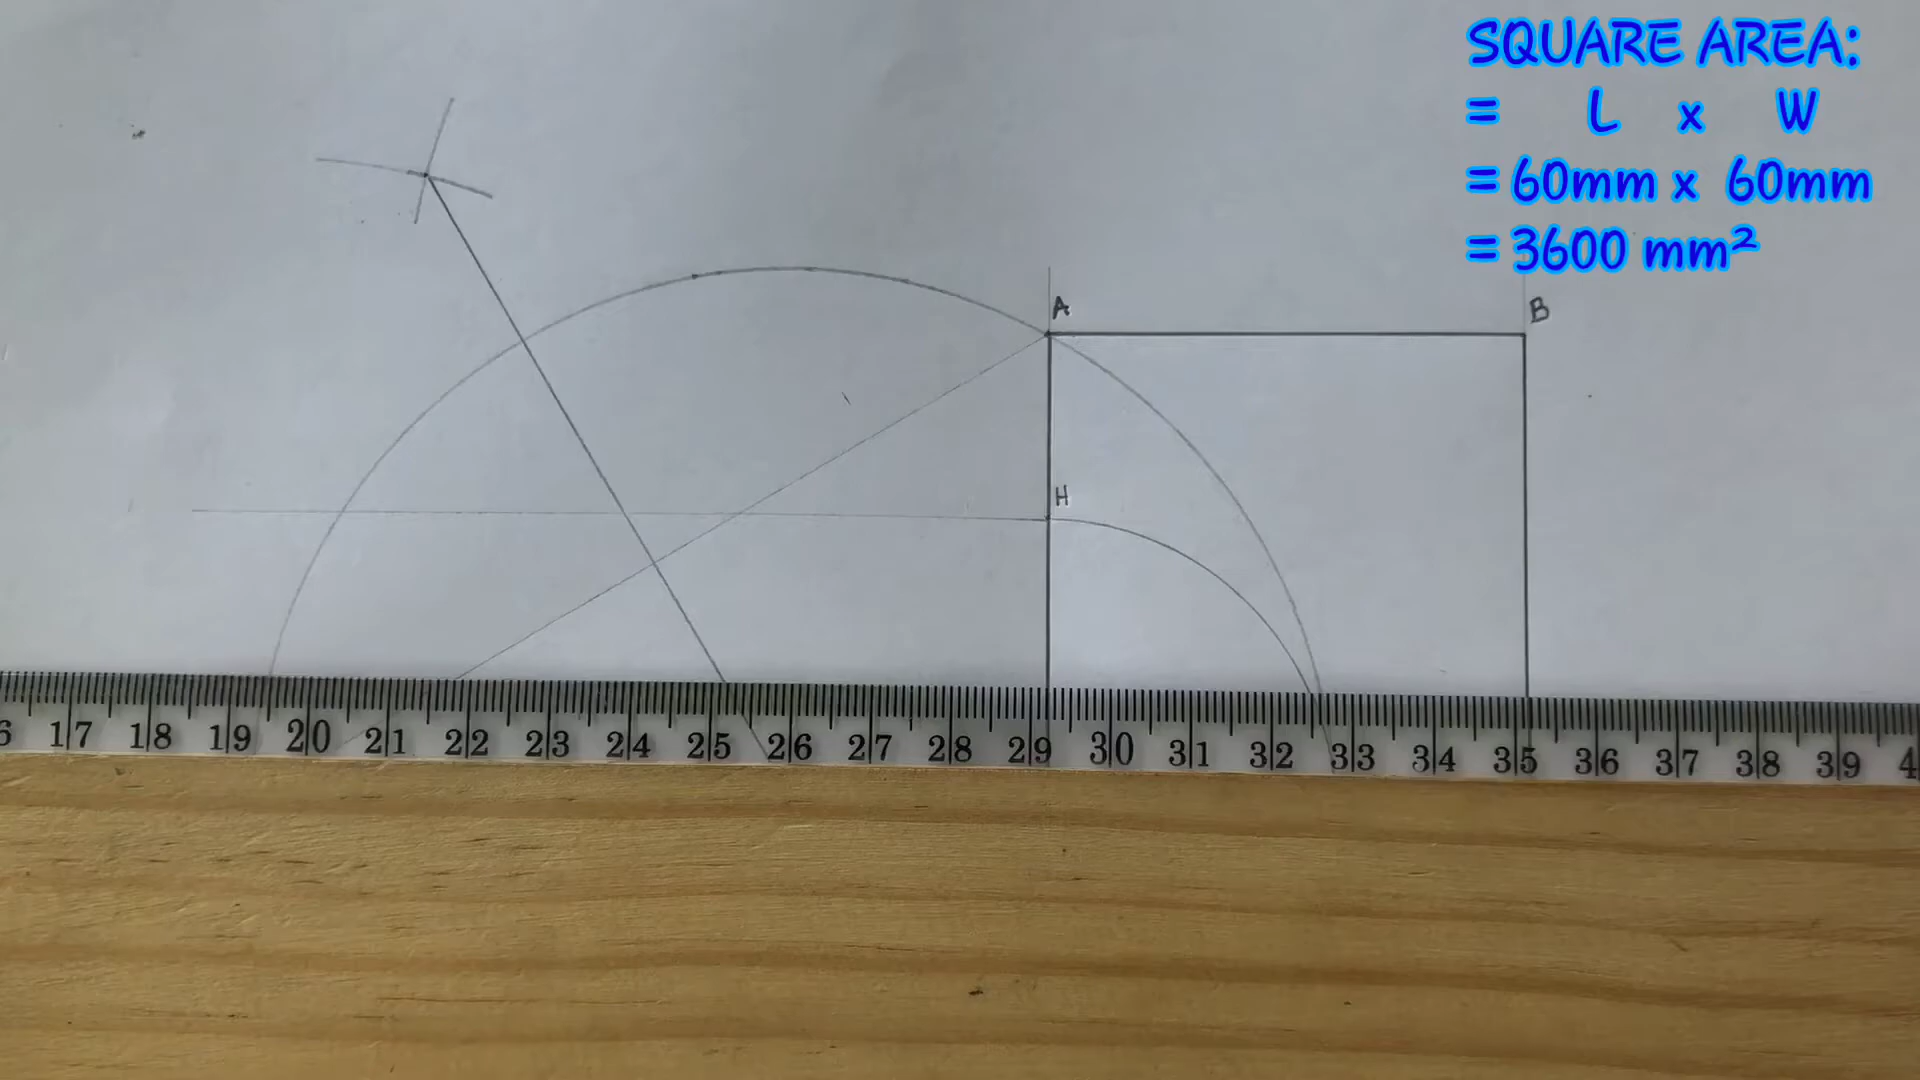 SQUARE AREA:
= L x W
= 60mm x 60mm
= 3600 mm²
A
B
H
17 18 19 20 21 22 23 24 25 26 27 28 29 30 31 32 33 34 35 36 37 38 39